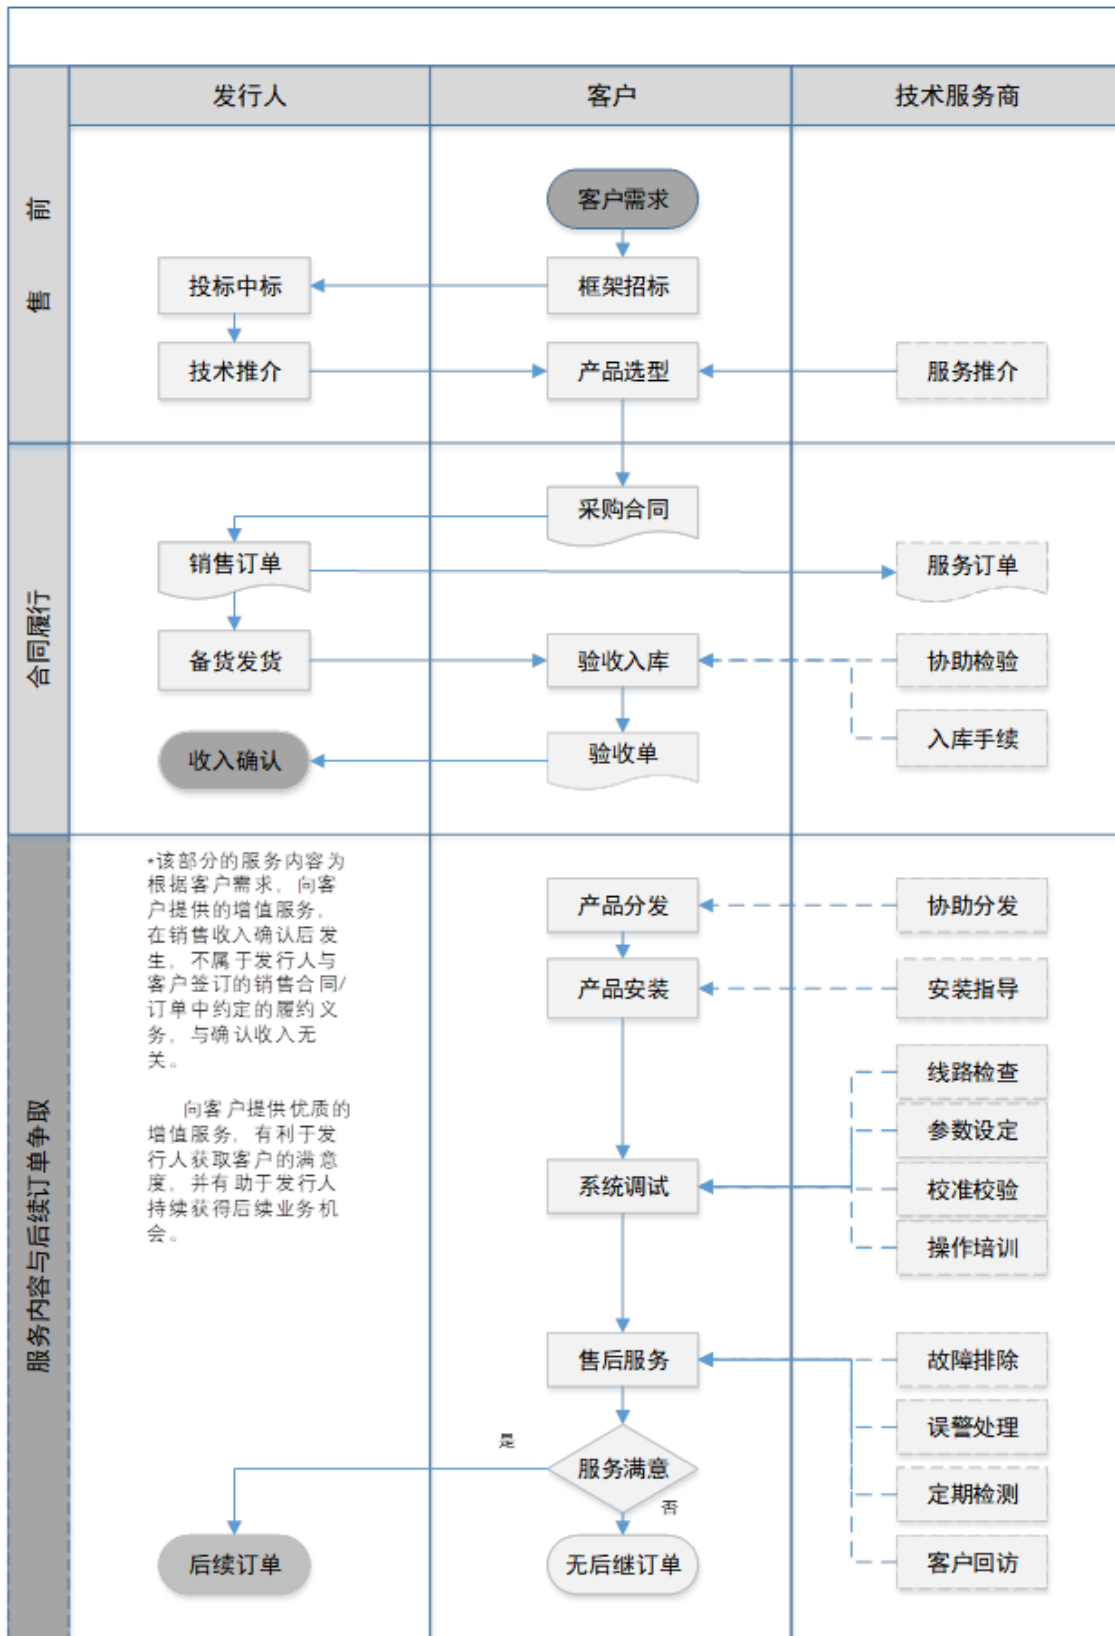 发行人
客户
技术服务商
售前
客户需求
投标中标
框架招标
技术推介
产品选型
服务推介
合同履行
采购合同
销售订单
服务订单
备货发货
验收入库
协助检验
入库手续
收入确认
验收单
服务内容与后续订单争取
*该部分的服务内容为
根据客户需求，向客
户提供的增值服务，
在销售收入确认后发
生，不属于发行人与
客户签订的销售合同/
订单中约定的履约义
务，与确认收入无
关。
向客户提供优质的
增值服务，有利于发
行人获取客户的满意
度，并有助于发行人
持续获得后续业务机
会。
产品分发
协助分发
产品安装
安装指导
线路检查
参数设定
系统调试
校准校验
操作培训
售后服务
故障排除
误警处理
是
服务满意
定期检测
否
后续订单
无后继订单
客户回访